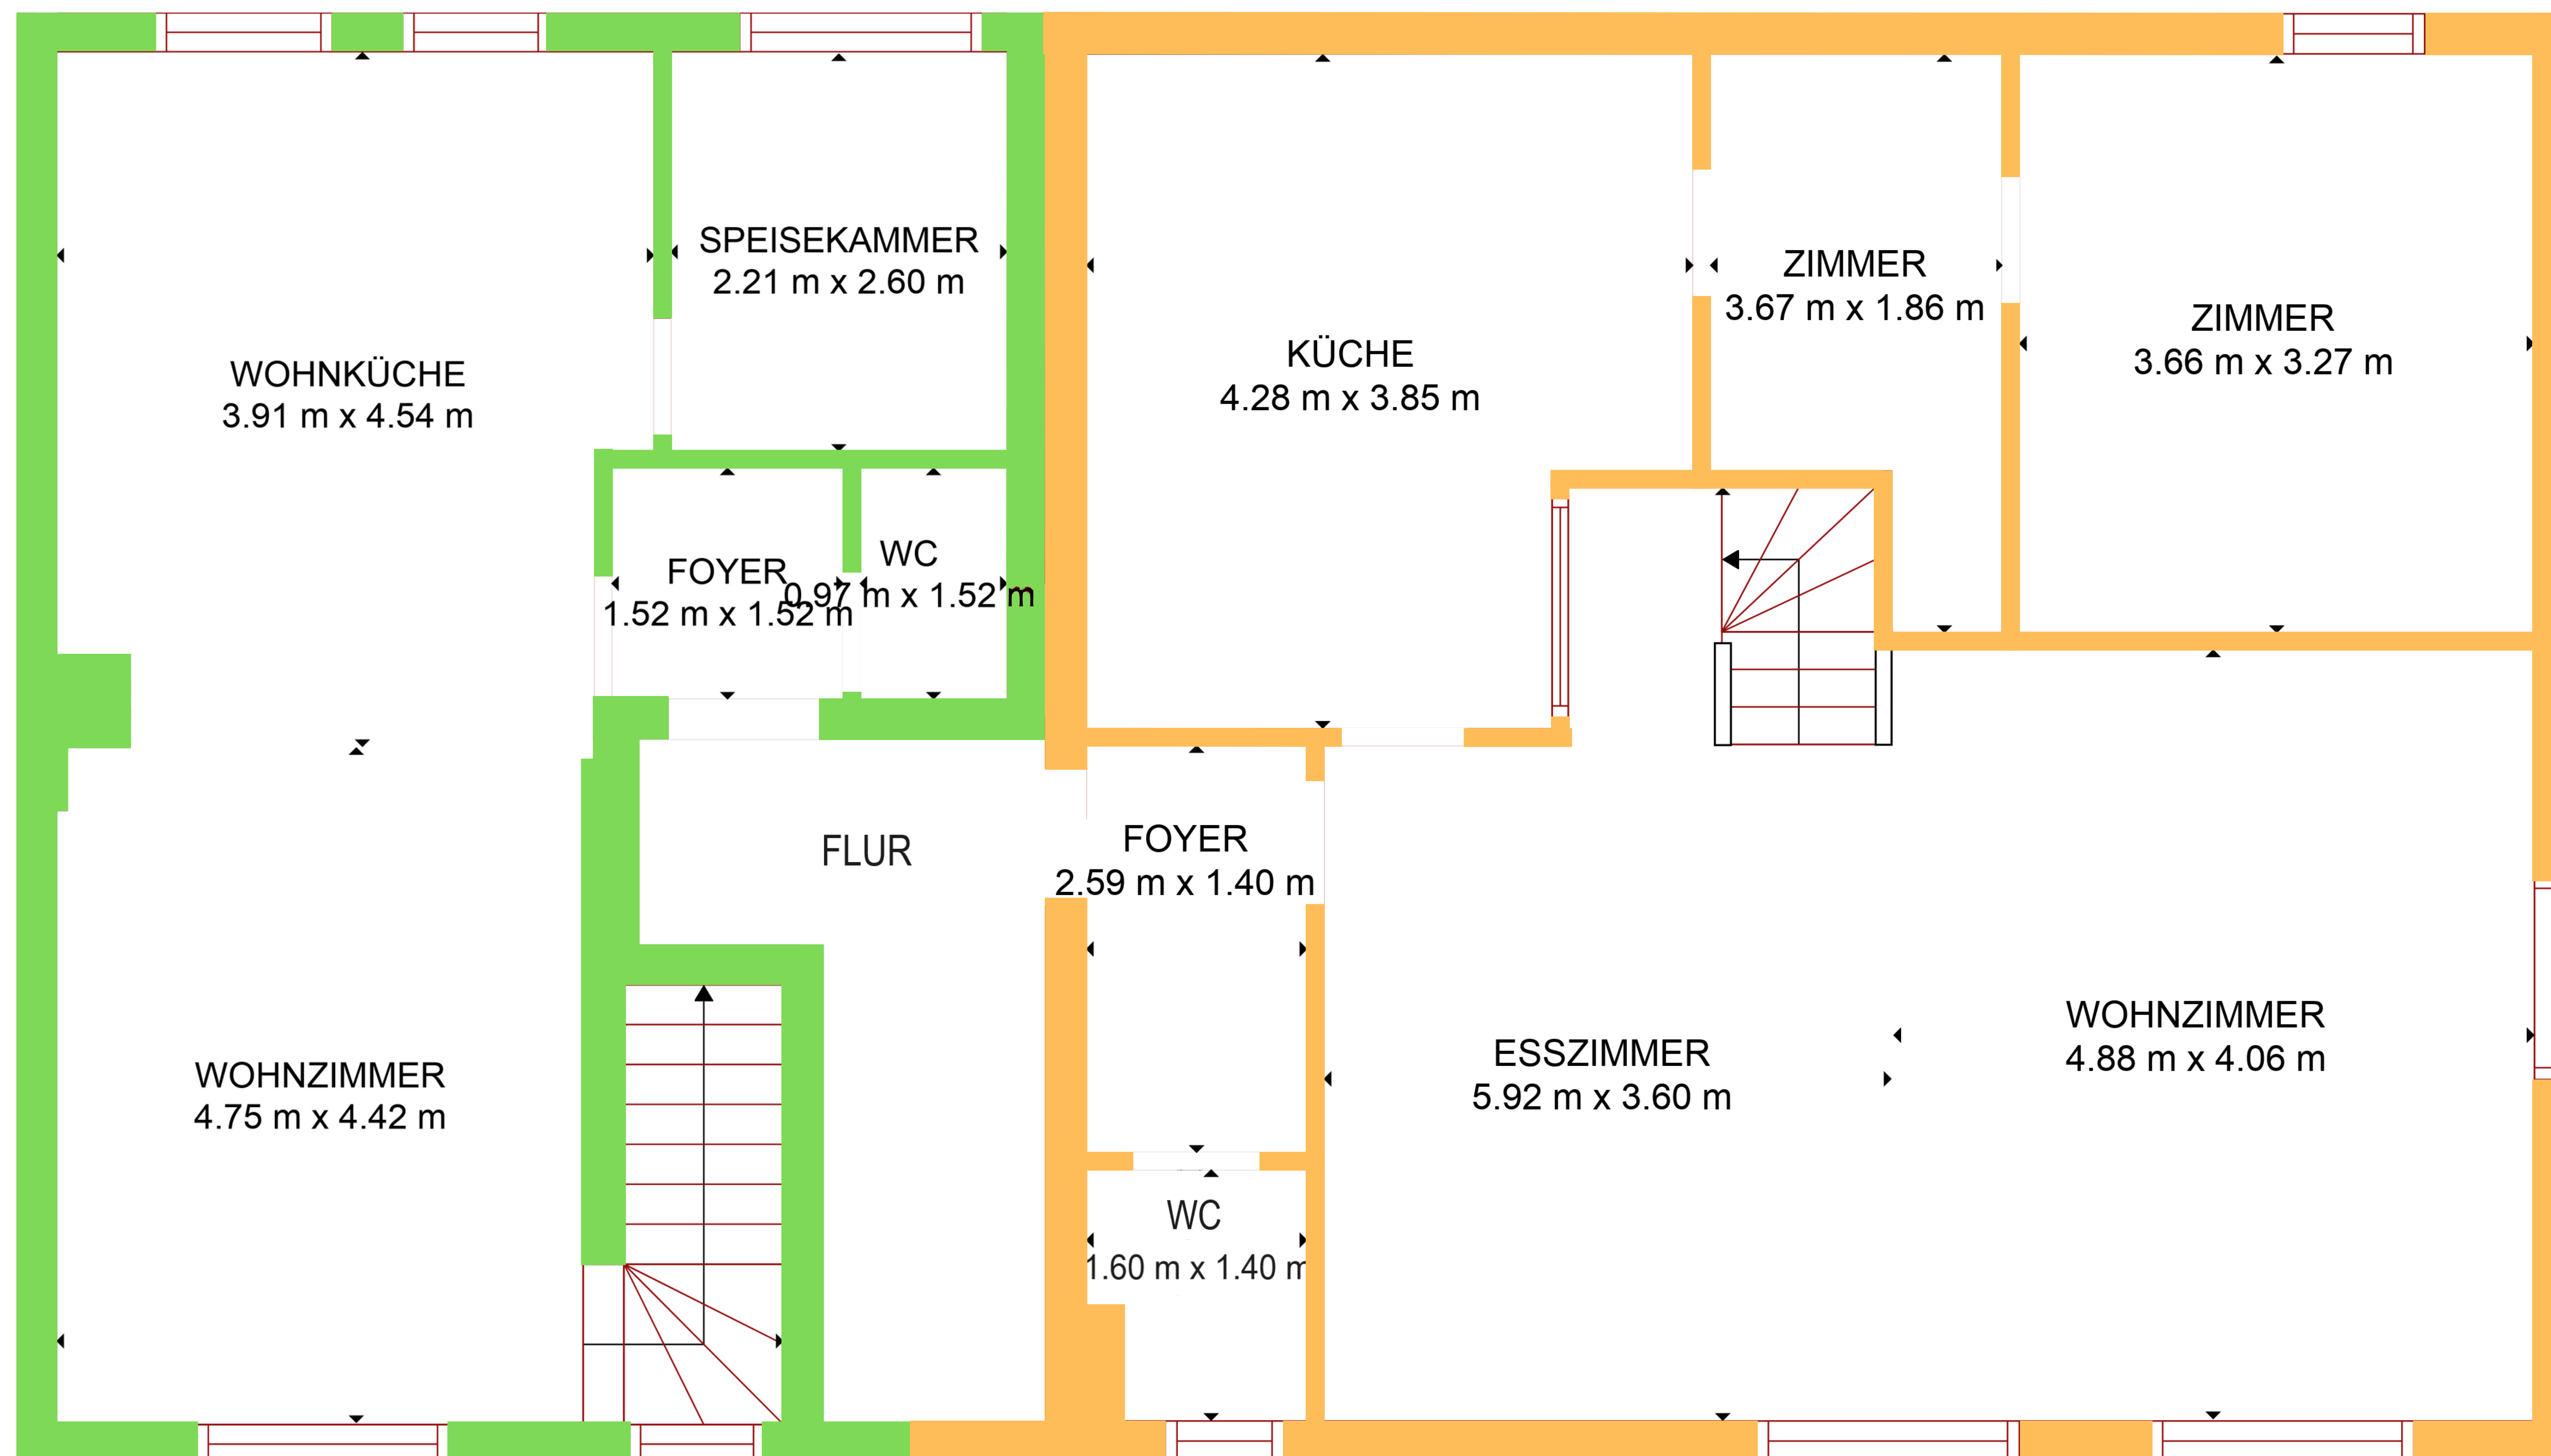 SPEISEKAMMER
2.21 m x 2.60 m
WOHNKÜCHE
3.91 m x 4.54 m
FOYER
1.52 m x 1.52 m
WC
0.97 m x 1.52 m
KÜCHE
4.28 m x 3.85 m
ZIMMER
3.67 m x 1.86 m
ZIMMER
3.66 m x 3.27 m
FLUR
FOYER
2.59 m x 1.40 m
WOHNZIMMER
4.75 m x 4.42 m
WC
1.60 m x 1.40 m
ESSZIMMER
5.92 m x 3.60 m
WOHNZIMMER
4.88 m x 4.06 m